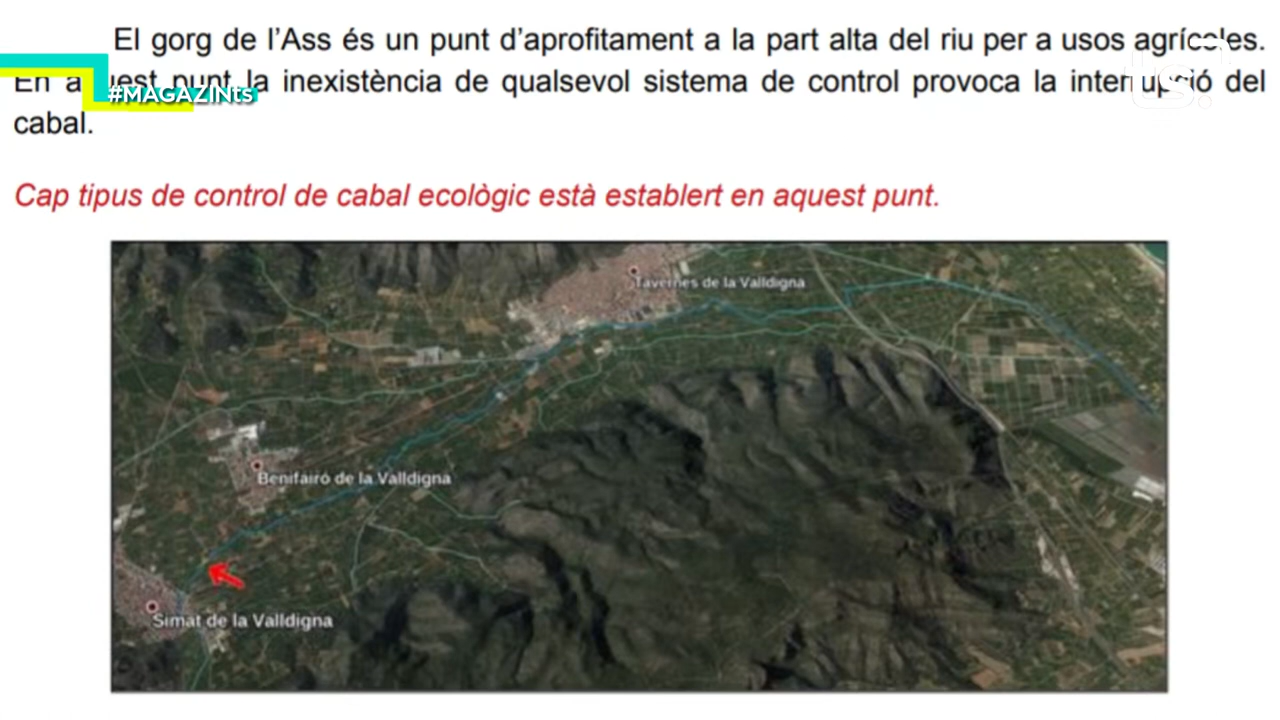 El gorg de l'Ass és un punt d'aprofitament a la part alta del riu per a usos agrícoles.
En aquest punt la inexistència de qualsevol sistema de control provoca la interrupció del
#MAGAZINts
cabal.
Cap tipus de control de cabal ecològic està establert en aquest punt.
Tavernes de la Valldigna
Benifairó de la Valldigna
Simat de la Valldigna
ts.